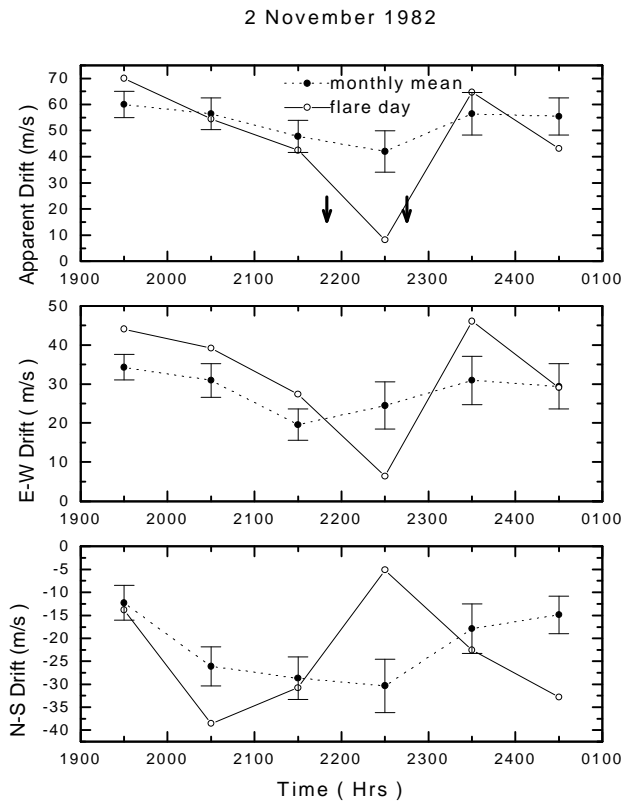 2 November 1982
monthly mean
flare day
Apparent Drift (m/s)
70
60
50
40
30
20
10
0
1900 2000 2100 2200 2300 2400 0100
E-W Drift ( m/s)
50
40
30
20
10
0
1900 2000 2100 2200 2300 2400 0100
N-S Drift (m/s)
0
-5
-10
-15
-20
-25
-30
-35
-40
1900 2000 2100 2200 2300 2400 0100
Time ( Hrs )